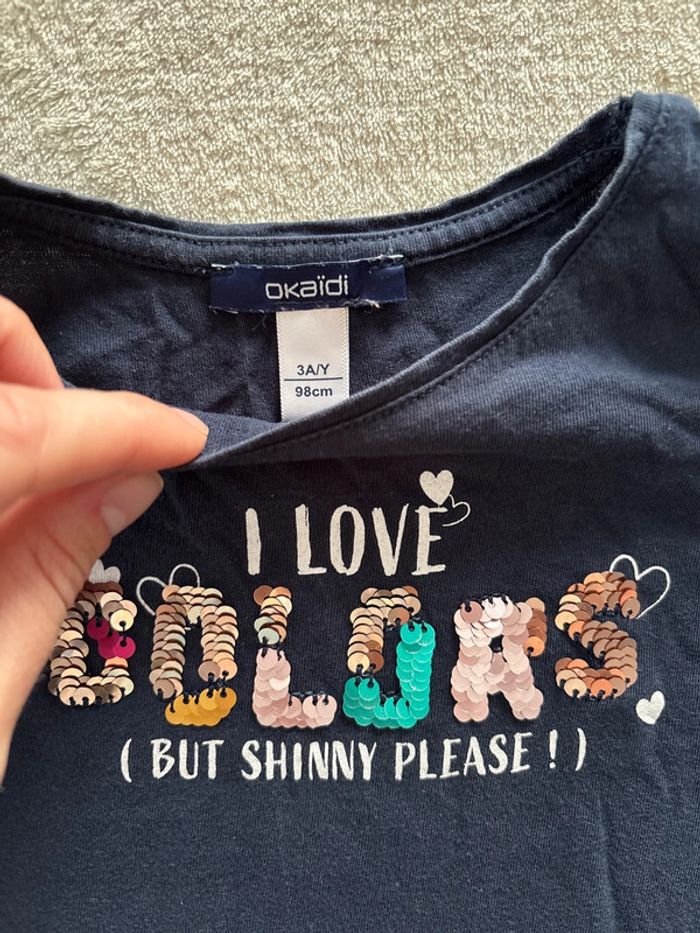 OKAÏDI
3A/Y
98cm
I LOVE
COLORS
( BUT SHINNY PLEASE ! )